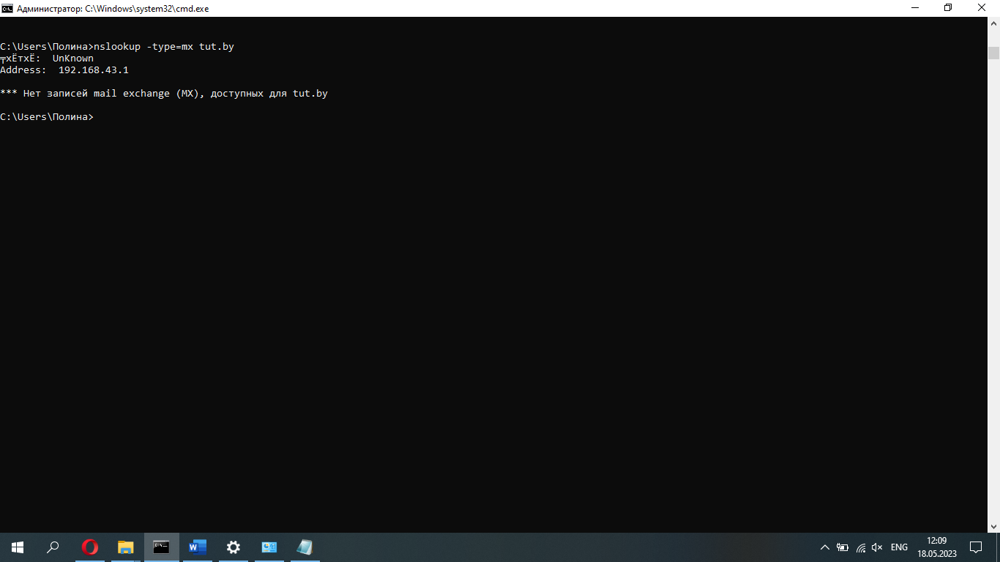 Администратор: C:\Windows\system32\cmd.exe
C:\Users\Полина>nslookup -type=mx tut.by
╤хЁтхЁ:  UnKnown
Address:  192.168.43.1
*** Нет записей mail exchange (MX), доступных для tut.by
C:\Users\Полина>
ENG
12:09
18.05.2023